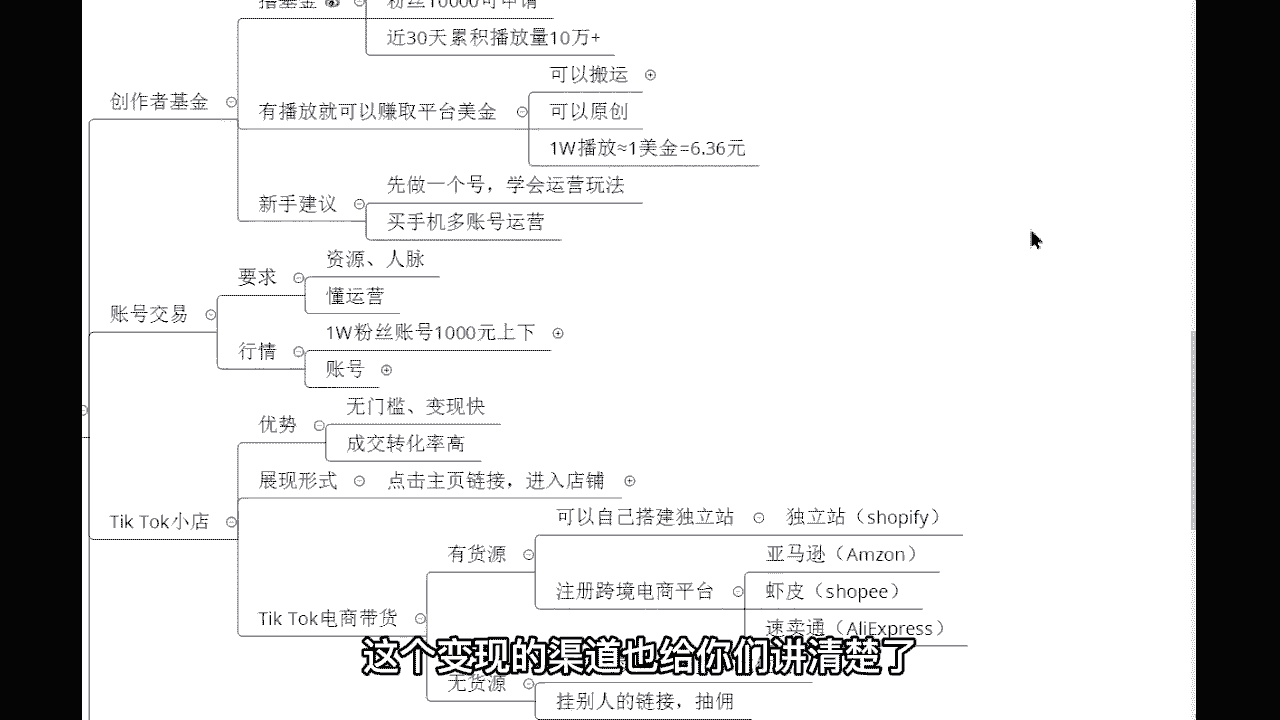 粉丝10000可申请
近30天累积播放量10万+
创作者基金
有播放就可以赚取平台美金
可以搬运
可以原创
1W播放≈1美金=6.36元
新手建议
先做一个号，学会运营玩法
买手机多账号运营
账号交易
要求
资源、人脉
懂运营
行情
1W粉丝账号1000元上下
账号
Tik Tok小店
优势
无门槛、变现快
成交转化率高
展现形式
点击主页链接，进入店铺
Tik Tok电商带货
有货源
可以自己搭建独立站
独立站（shopify）
注册跨境电商平台
亚马逊（Amzon）
虾皮（shopee）
速卖通（AliExpress）
无货源
挂别人的链接，抽佣
这个变现的渠道也给你们讲清楚了